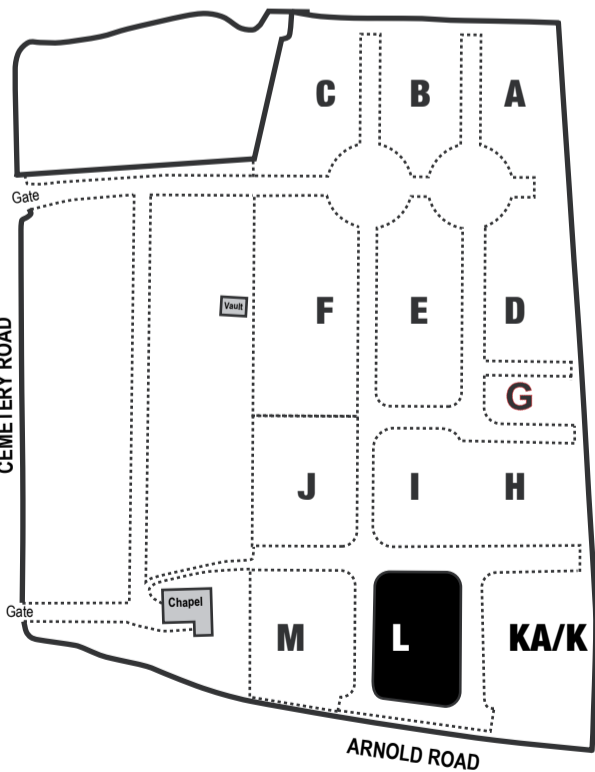 C B A
Gate
Vault
F E D
G
CEMETERY ROAD
J I H
Gate
Chapel
M L KA/K
ARNOLD ROAD